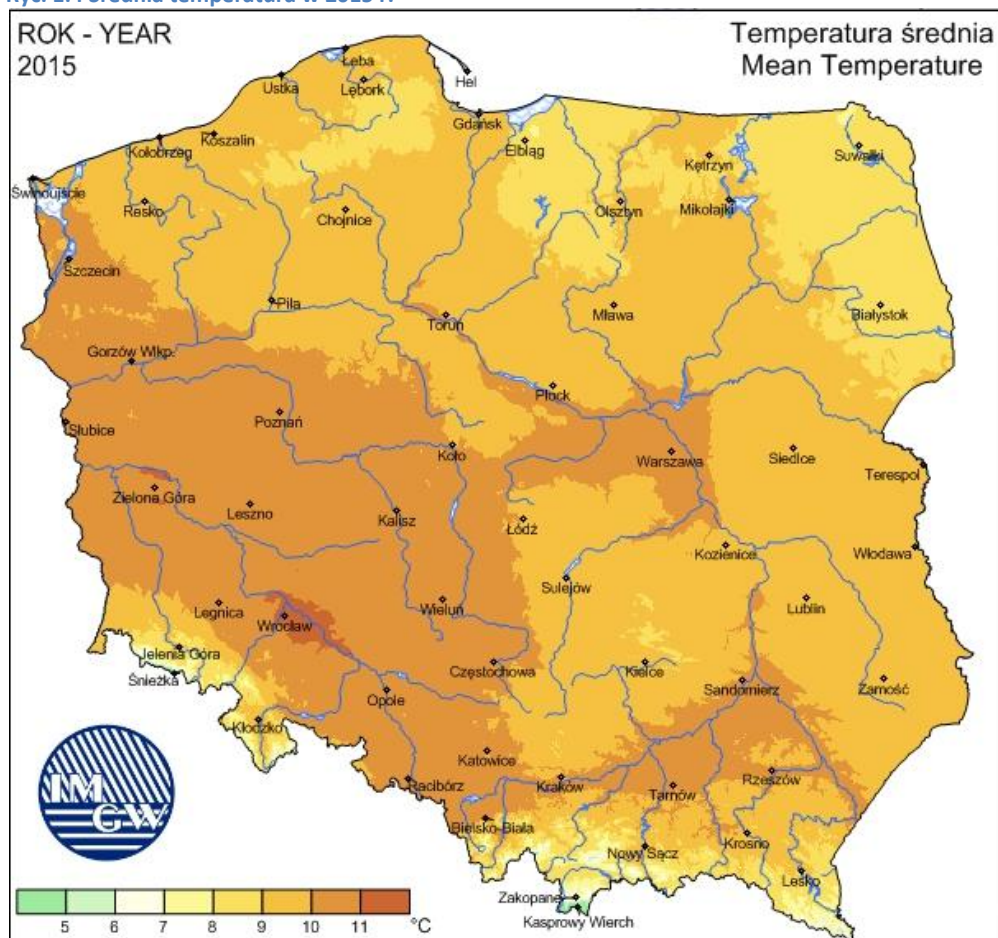 ROK - YEAR
2015
Temperatura średnia
Mean Temperature
Łeba
Hel
Ustka
Lębork
Gdańsk
Koszalin
Kołobrzeg
Elbląg
Kętrzyn
Suwałki
Świnoujście
Resko
Chojnice
Olsztyn
Mikołajki
Szczecin
Piła
Toruń
Mława
Białystok
Gorzów Wlkp.
Płock
Poznań
Słubice
Koło
Warszawa
Siedlce
Terespol
Zielona Góra
Leszno
Kalisz
Łódź
Kozienice
Włodawa
Sulejów
Legnica
Wrocław
Wieluń
Lublin
Jelenia Góra
Śnieżka
Częstochowa
Kielce
Sandomierz
Zamość
Opole
Kłodzko
Katowice
Racibórz
Kraków
Tarnów
Rzeszów
Bielsko-Biała
Nowy Sącz
Krosno
Lesko
Zakopane
Kasprowy Wierch
IM
GW
5 6 7 8 9 10 11 °C